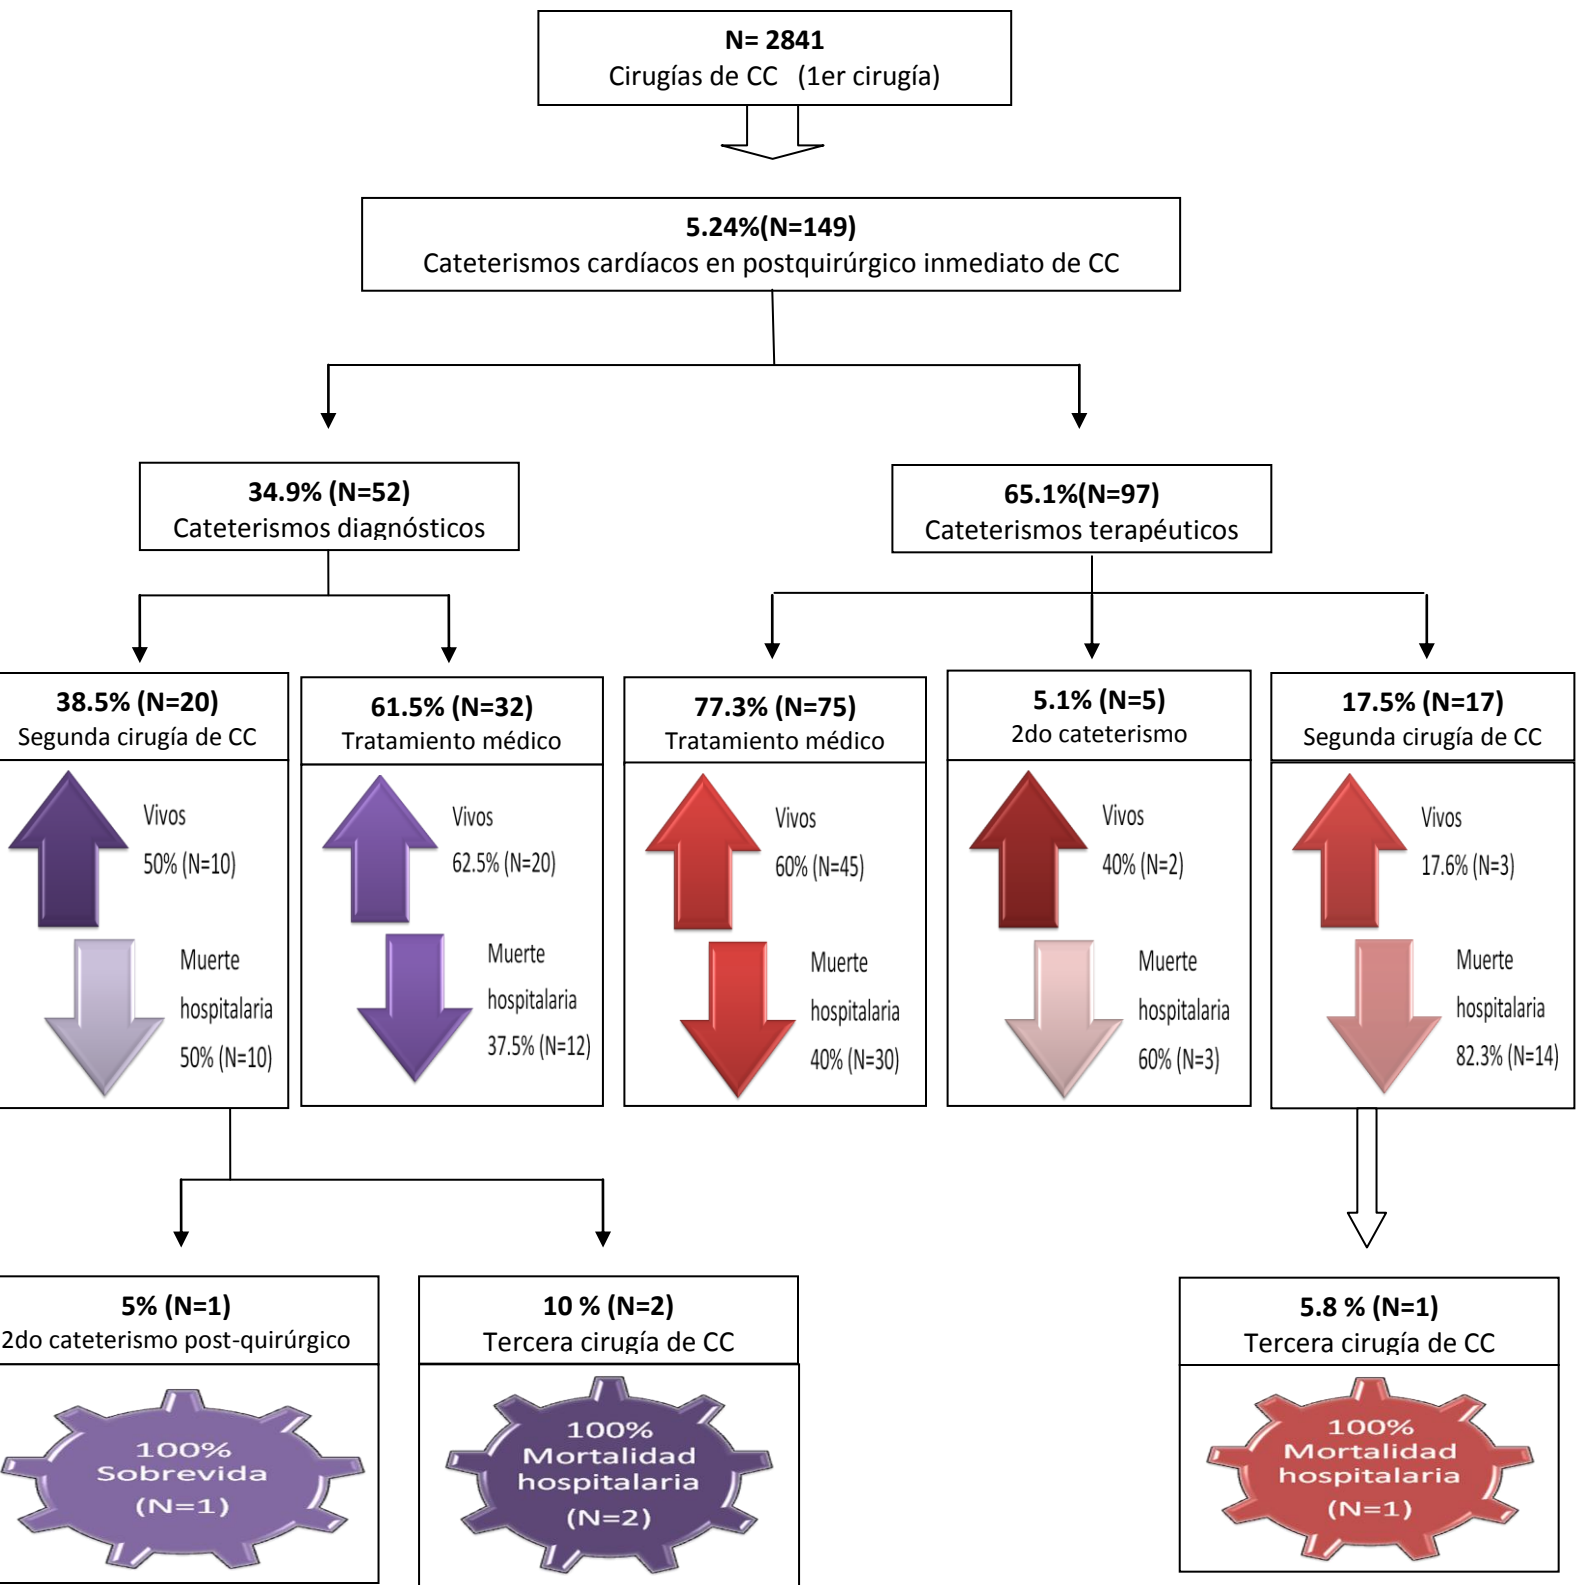 N= 2841
Cirugías de CC (1er cirugía)
5.24%(N=149)
Cateterismos cardíacos en postquirúrgico inmediato de CC
34.9% (N=52)
Cateterismos diagnósticos
65.1%(N=97)
Cateterismos terapéuticos
38.5% (N=20)
Segunda cirugía de CC
Vivos
50% (N=10)
Muerte
hospitalaria
50% (N=10)
61.5% (N=32)
Tratamiento médico
Vivos
62.5% (N=20)
Muerte
hospitalaria
37.5% (N=12)
77.3% (N=75)
Tratamiento médico
Vivos
60% (N=45)
Muerte
hospitalaria
40% (N=30)
5.1% (N=5)
2do cateterismo
Vivos
40% (N=2)
Muerte
hospitalaria
60% (N=3)
17.5% (N=17)
Segunda cirugía de CC
Vivos
17.6% (N=3)
Muerte
hospitalaria
82.3% (N=14)
5% (N=1)
2do cateterismo post-quirúrgico
100%
Sobrevida
(N=1)
10 % (N=2)
Tercera cirugía de CC
100%
Mortalidad
hospitalaria
(N=2)
5.8 % (N=1)
Tercera cirugía de CC
100%
Mortalidad
hospitalaria
(N=1)